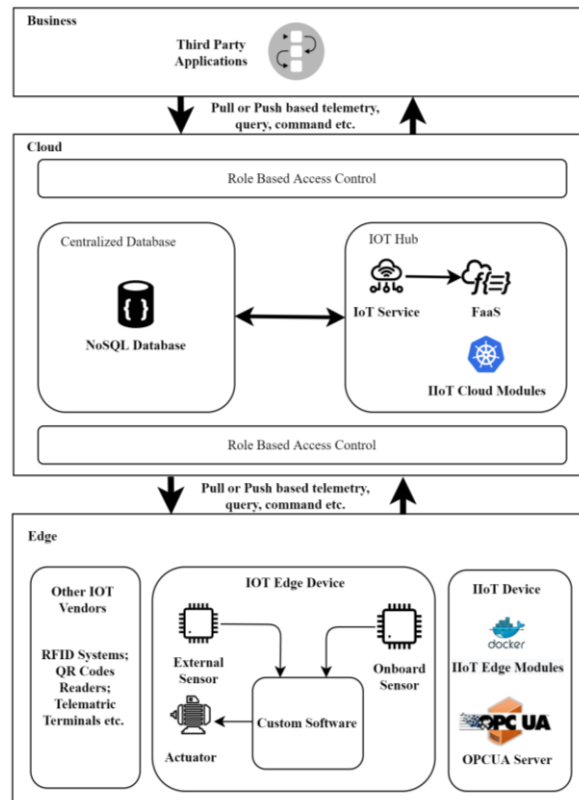 Business
Third Party
Applications
Pull or Push based telemetry,
query, command etc.
Cloud
Role Based Access Control
Centralized Database
NoSQL Database
IOT Hub
IoT Service
FaaS
IIoT Cloud Modules
Role Based Access Control
Pull or Push based telemetry,
query, command etc.
Edge
Other IOT
Vendors
RFID Systems;
QR Codes
Readers;
Telematric
Terminals etc.
IOT Edge Device
External
Sensor
Onboard
Sensor
Custom Software
Actuator
IIoT Device
docker
IIoT Edge Modules
OPC UA
OPCUA Server